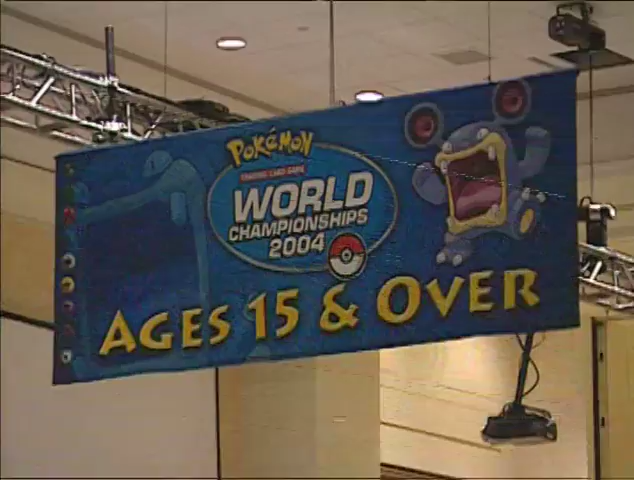 POKéMON
TRADING CARD GAME
WORLD
CHAMPIONSHIPS
2004
AGES 15 & OVER